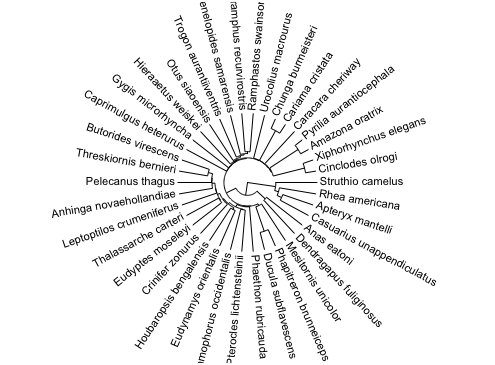 Struthio camelus
Cinclodes olrogi
Xiphorhynchus elegans
Amazona oratrix
Pyrilia aurantiocephala
Caracara cheriway
Cariama cristata
Chunga burmeisteri
Urocolius macrourus
Ramphastos swainsor
ramphus recurvirostris
enelopides samarensis
Trogon aurantiiventris
Otus siaoensis
Hieraaetus weiskei
Gygis microrhyncha
Caprimulgus heterurus
Butorides virescens
Threskiornis bernieri
Pelecanus thagus
Anhinga novaehollandiae
Leptoptilos crumeniferus
Thalassarche carteri
Eudyptes moseleyi
Crinifer zonurus
Houbaropsis bengalensis
Eudynamys orientalis
mophorus occidentalis
terocles lichtensteinii
Phaethon rubricauda
Ducula subflavescens
Phapitreron brunneiceps
Mesitornis unicolor
Dendragapus fuliginosus
Anas eatoni
Casuarius unappendiculatus
Apteryx mantelli
Rhea americana